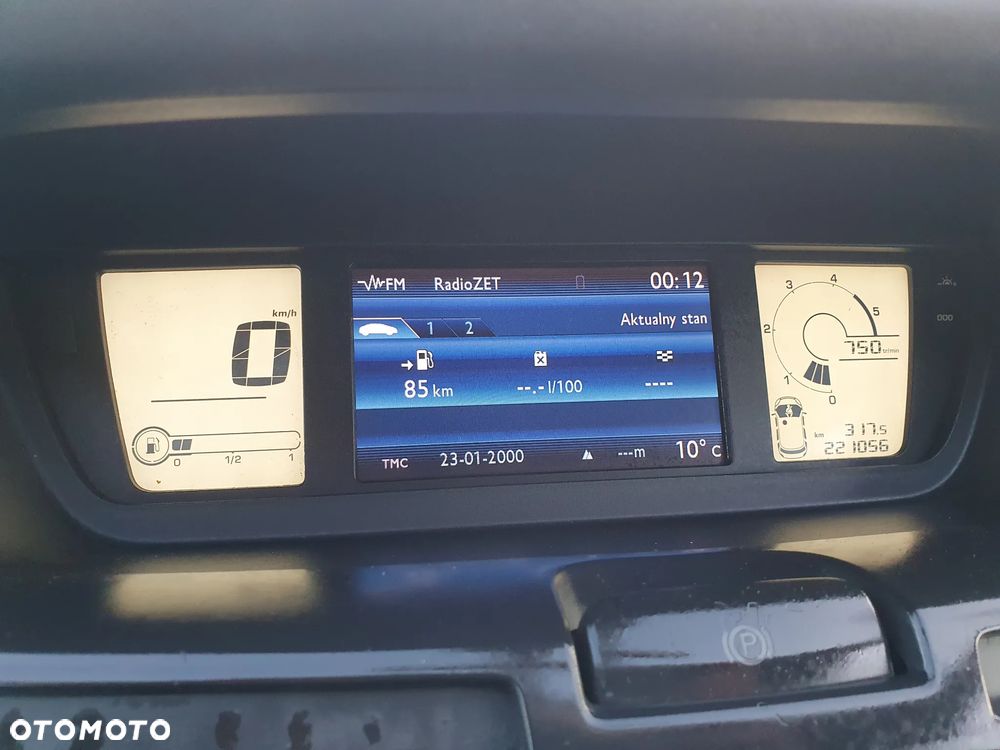 km/h
0
0 1/2 1
FM RadioZET 00:12
1 2 Aktualny stan
85 km --.- l/100 ----
TMC 23-01-2000 ---m 10° C
3 4
2 5
750 tr/min
1 0
km 317.5
221056
P
OTOMOTO